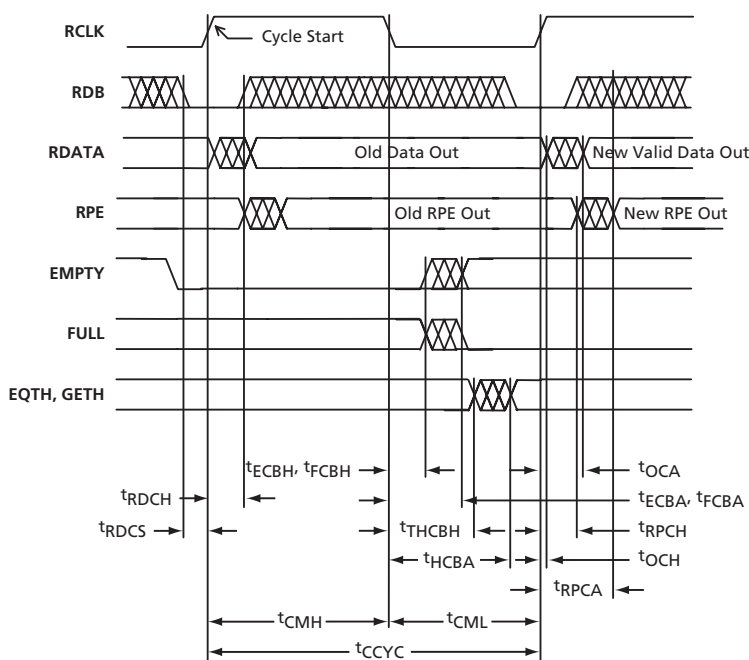 RCLK
Cycle Start
RDB
RDATA
Old Data Out
New Valid Data Out
RPE
Old RPE Out
New RPE Out
EMPTY
FULL
EQTH, GETH
tECBH, tFCBH
tOCA
tRDCH
tECBA, tFCBA
tRDCS
tTHCBH
tRPCH
tHCBA
tOCH
tRPCA
tCMH
tCML
tCCYC